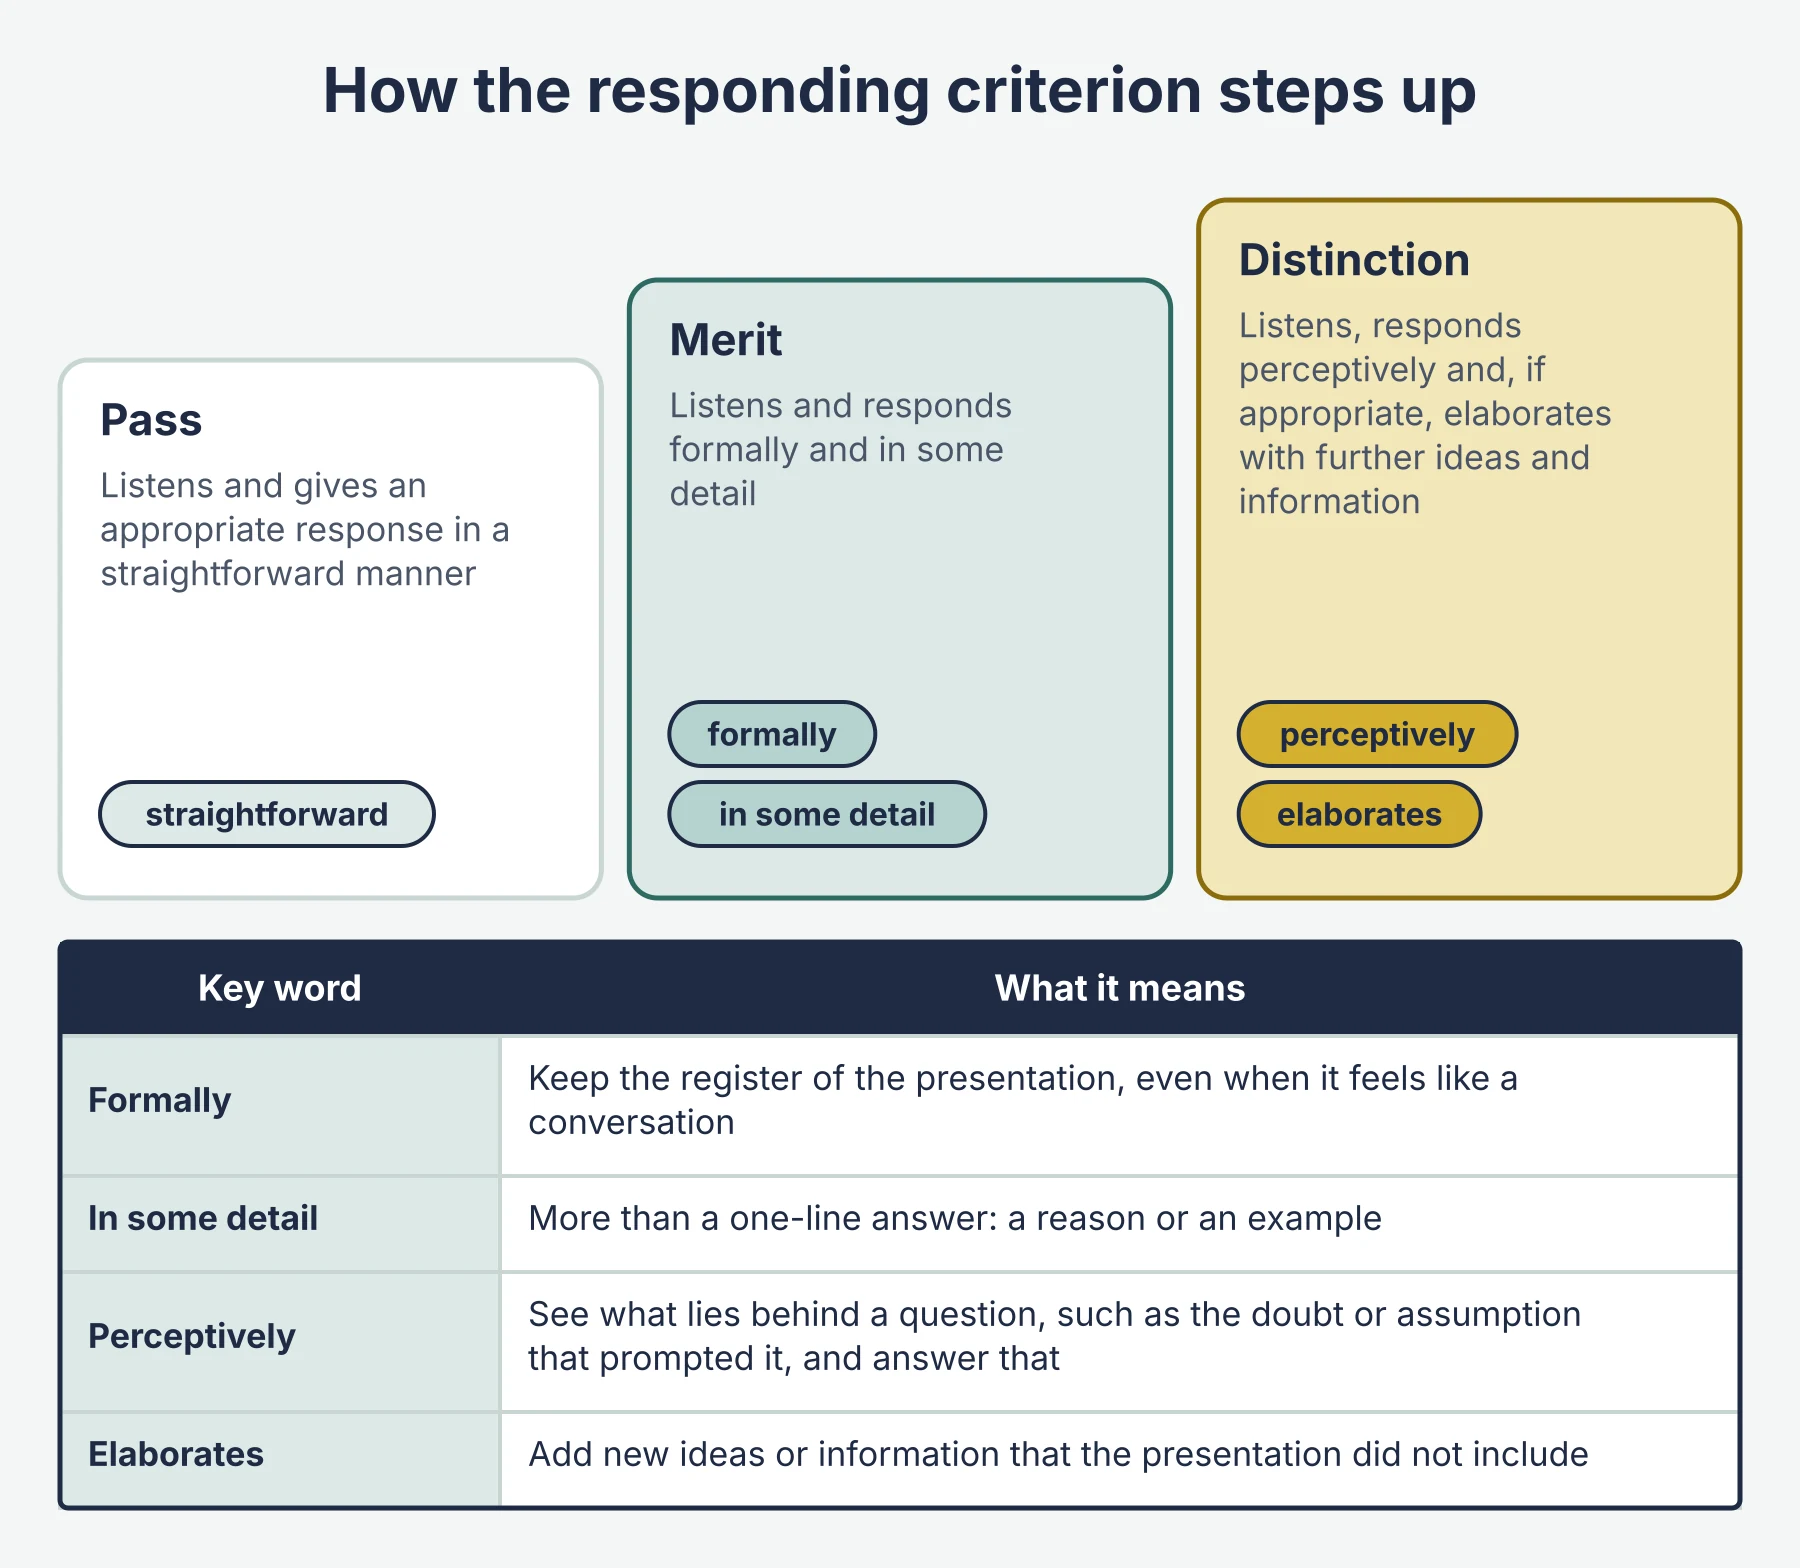 How the responding criterion steps up
Pass
Listens and gives an
appropriate response in a
straightforward manner
straightforward
Merit
Listens and responds
formally and in some
detail
formally
in some detail
Distinction
Listens, responds
perceptively and, if
appropriate, elaborates
with further ideas and
information
perceptively
elaborates
Key word
What it means
Formally
Keep the register of the presentation, even when it feels like a
conversation
In some detail
More than a one-line answer: a reason or an example
Perceptively
See what lies behind a question, such as the doubt or assumption
that prompted it, and answer that
Elaborates
Add new ideas or information that the presentation did not include